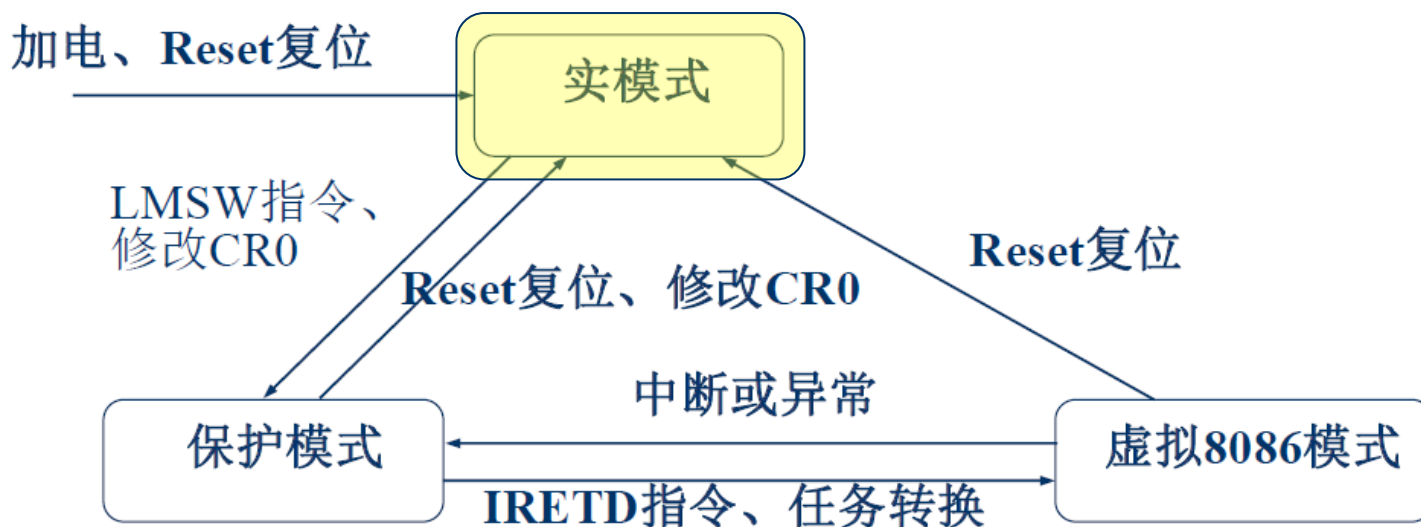 加电、Reset复位
实模式
LMSW指令、
修改CR0
Reset复位
Reset复位、修改CR0
中断或异常
保护模式
虚拟8086模式
IRETD指令、任务转换